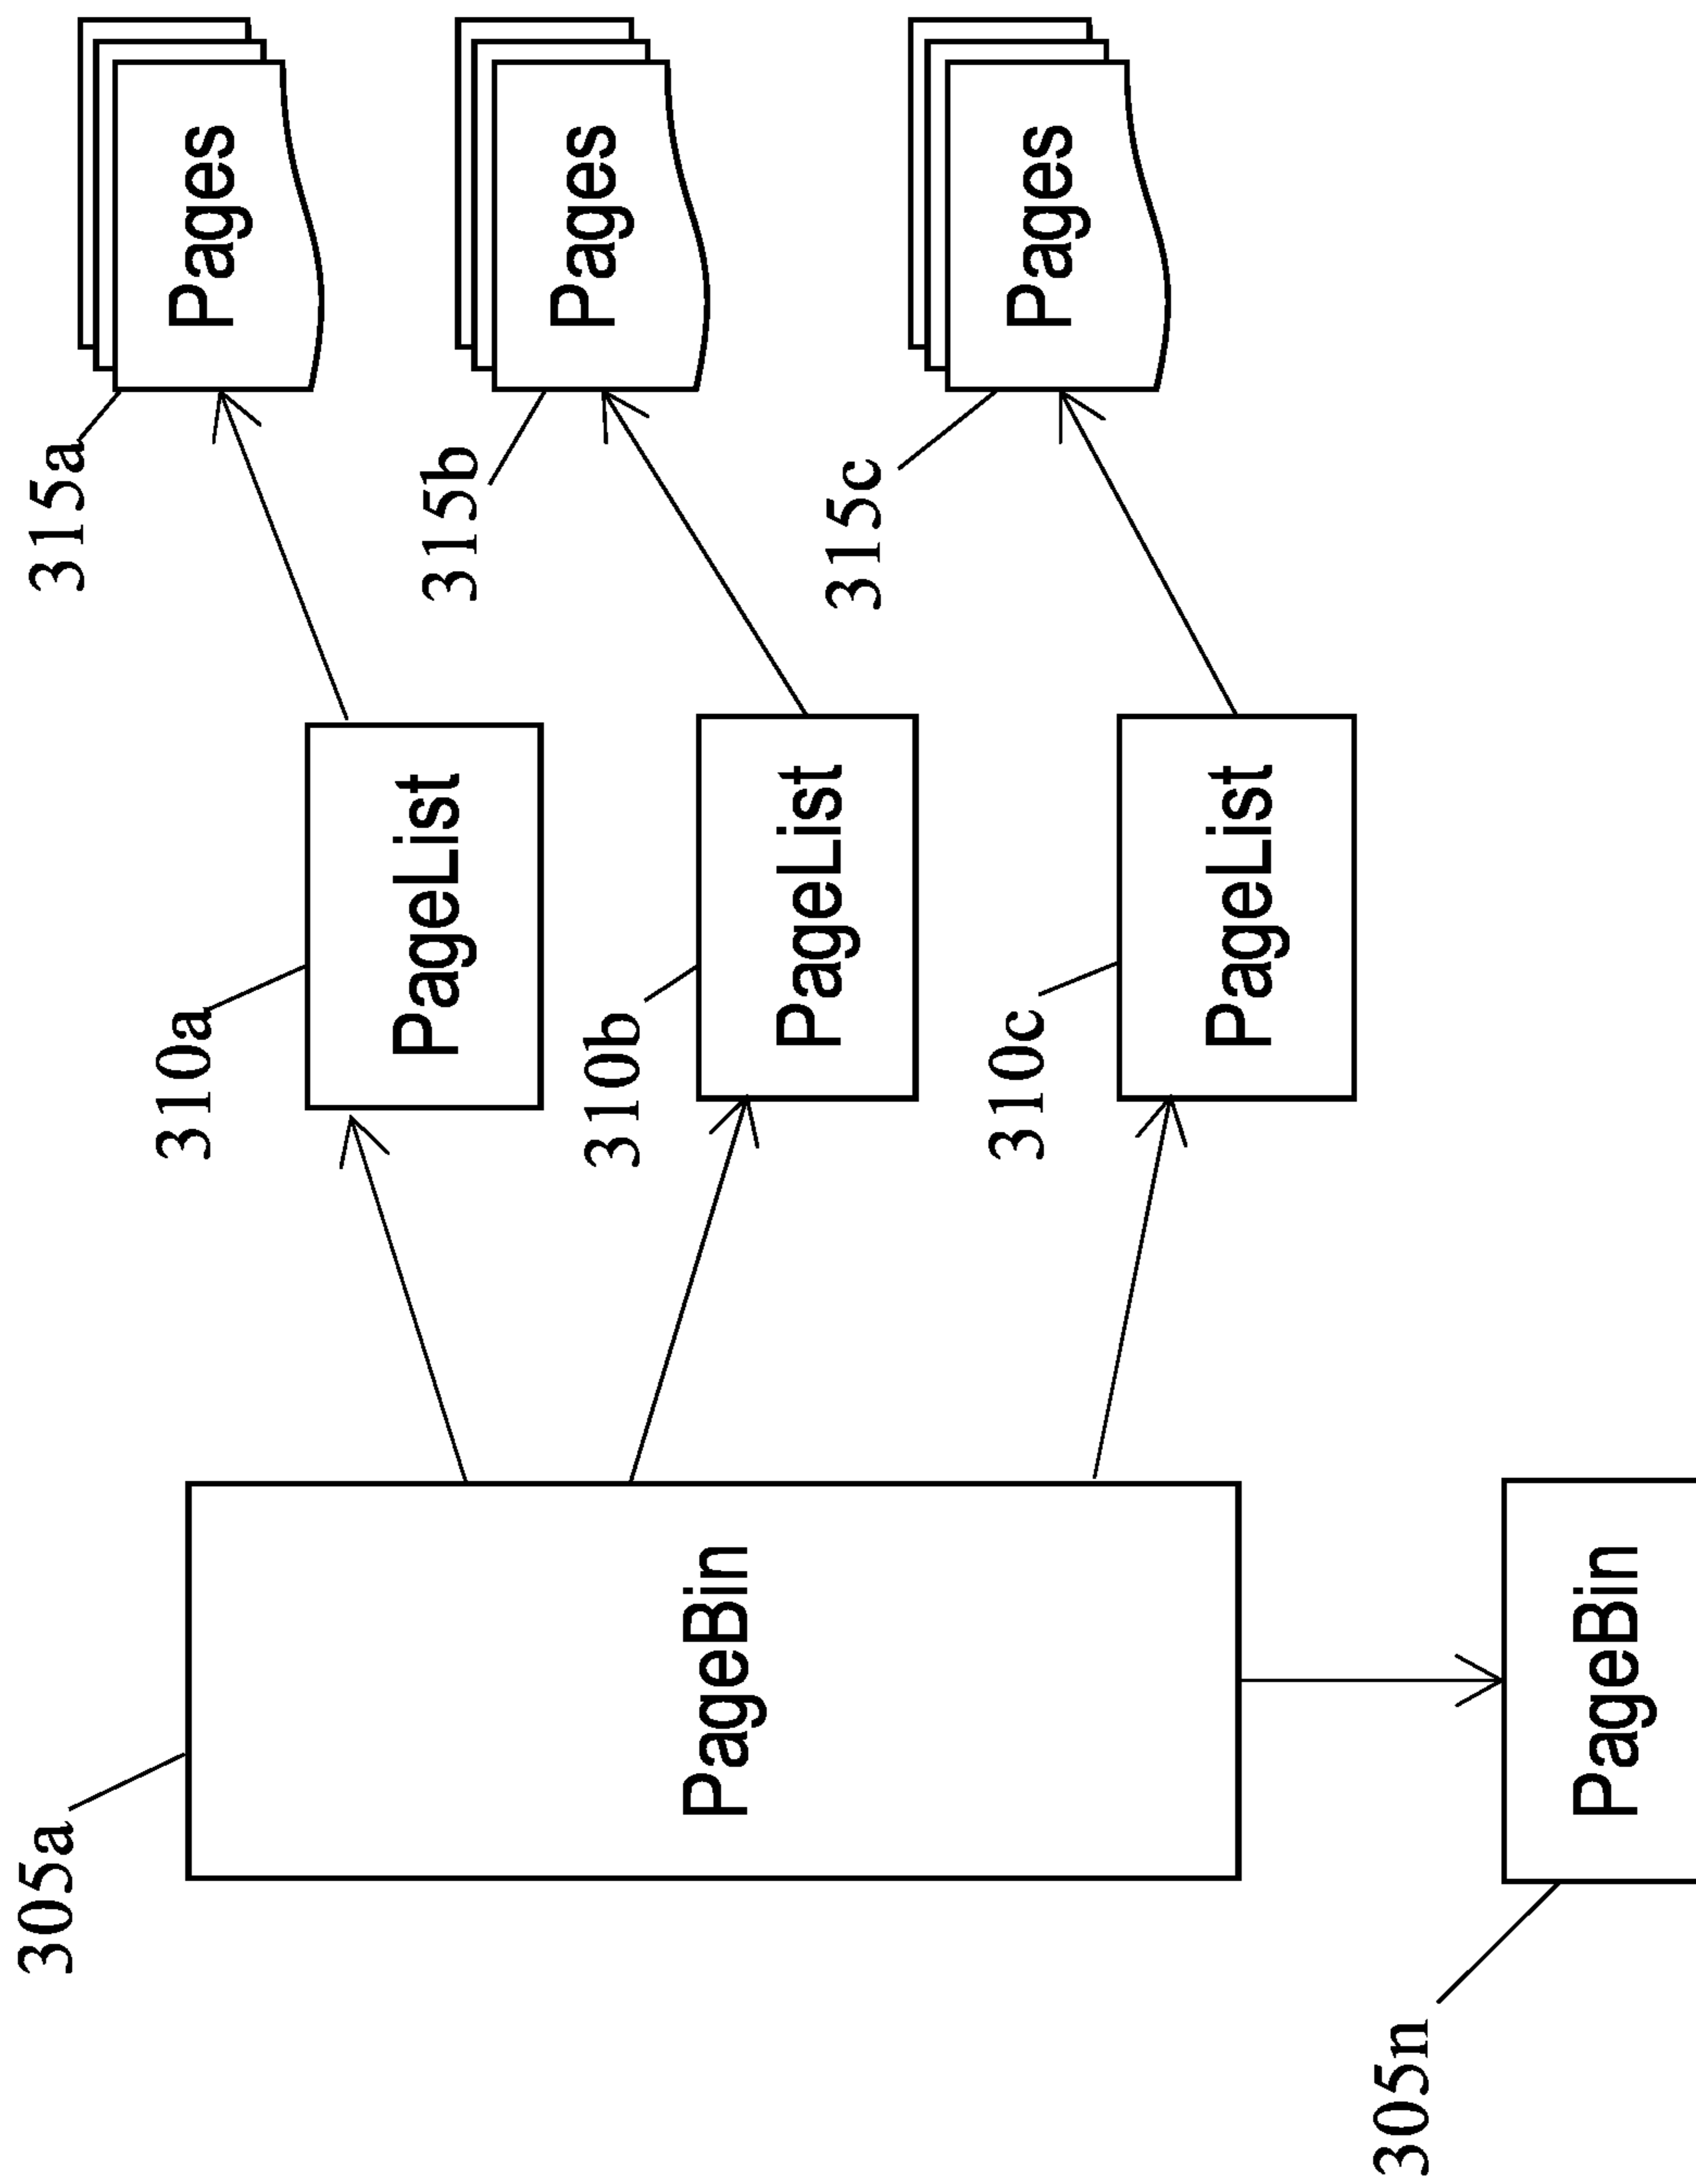 305a
PageBin
310a
PageList
315a
Pages
310b
PageList
315b
Pages
310c
PageList
315c
Pages
305n
PageBin